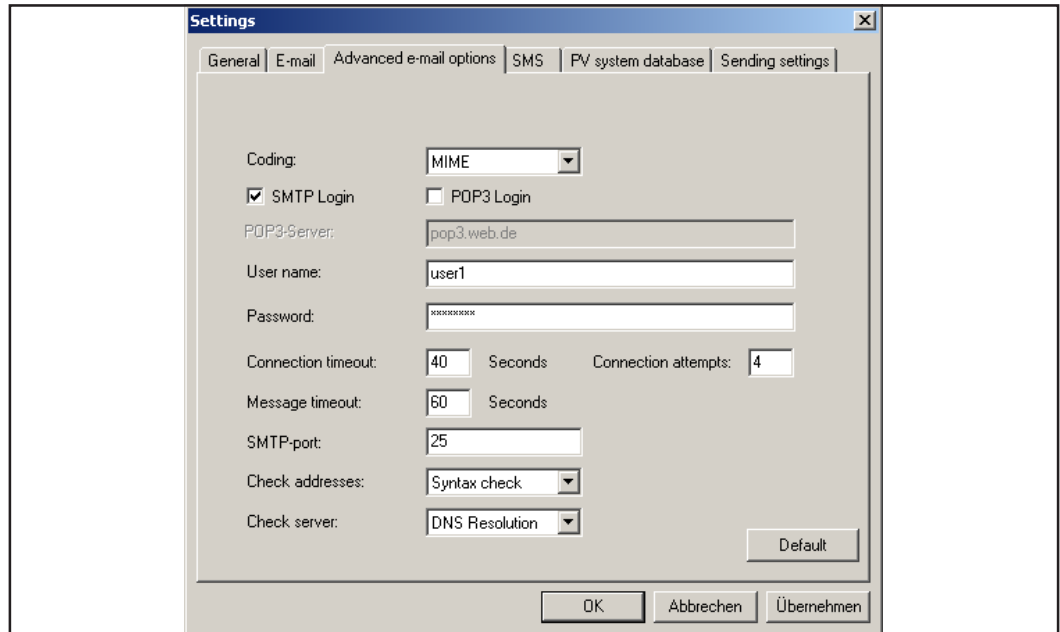 Settings
General E-mail Advanced e-mail options SMS PV system database Sending settings
Coding: MIME
SMTP Login POP3 Login
POP3-Server: pop3.web.de
User name: user1
Password: ********
Connection timeout: 40 Seconds Connection attempts: 4
Message timeout: 60 Seconds
SMTP-port: 25
Check addresses: Syntax check
Check server: DNS Resolution
Default
OK Abbrechen Übernehmen